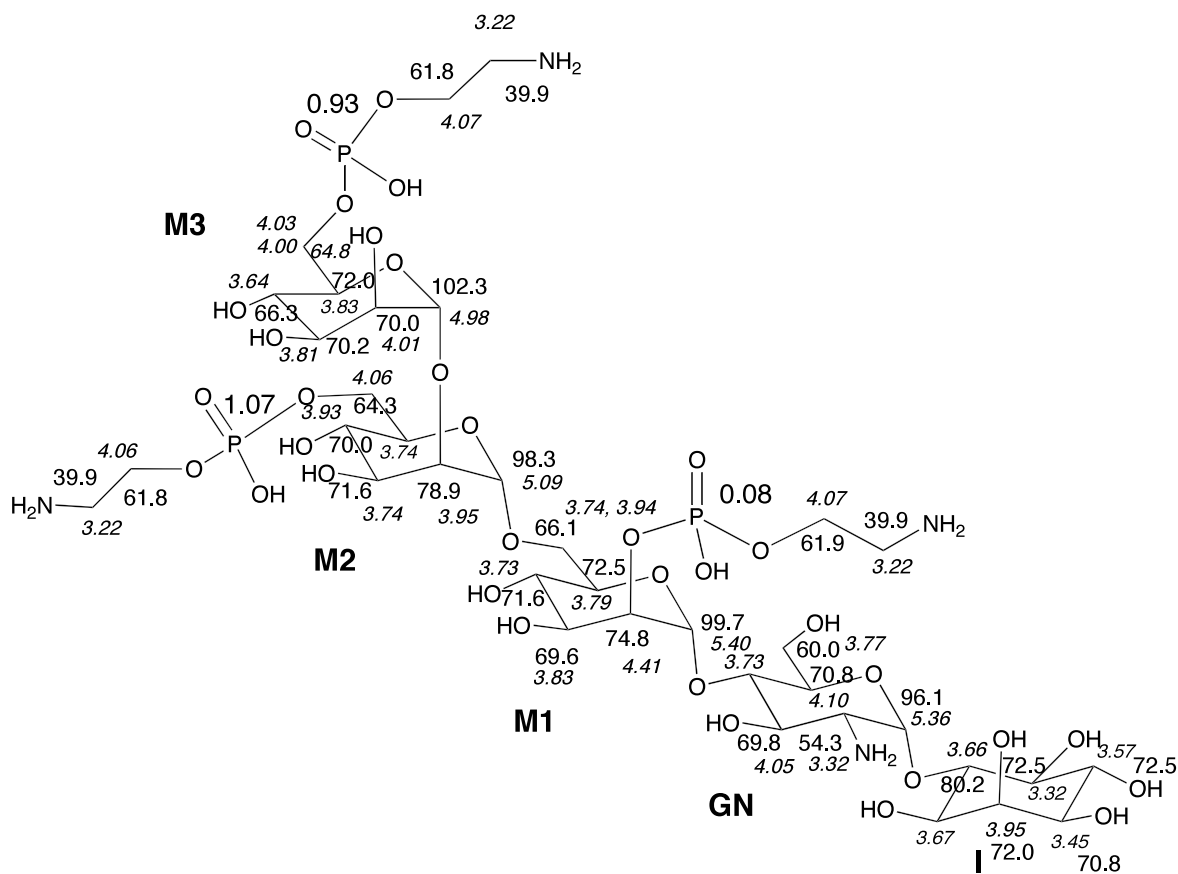 3.22
NH2
61.8
39.9
0.93
O
4.07
O
P
OH
O
M3
4.03
4.00
64.8
HO
O
3.64
72.0
102.3
HO
66.3
3.83
70.0
4.98
HO
3.81
70.2
4.01
O
4.06
O
1.07
O
3.93
64.3
O
P
4.06
HO
70.0
3.74
98.3
O
39.9
O
HO
71.6
78.9
5.09
0.08
4.07
H2N
61.8
OH
3.74
3.95
3.74, 3.94
P
39.9
NH2
3.22
66.1
O
61.9
M2
O
O
3.22
3.73
72.5
O
OH
HO
71.6
3.79
99.7
OH
HO
74.8
5.40
60.0
3.77
69.6
4.41
3.73
70.8
O
3.83
O
4.10
96.1
M1
HO
5.36
69.8
54.3
OH
OH
4.05
3.32
NH2
3.66
72.5
3.57
72.5
O
80.2
3.32
OH
GN
HO
OH
3.67
3.95
3.45
72.0
70.8
I